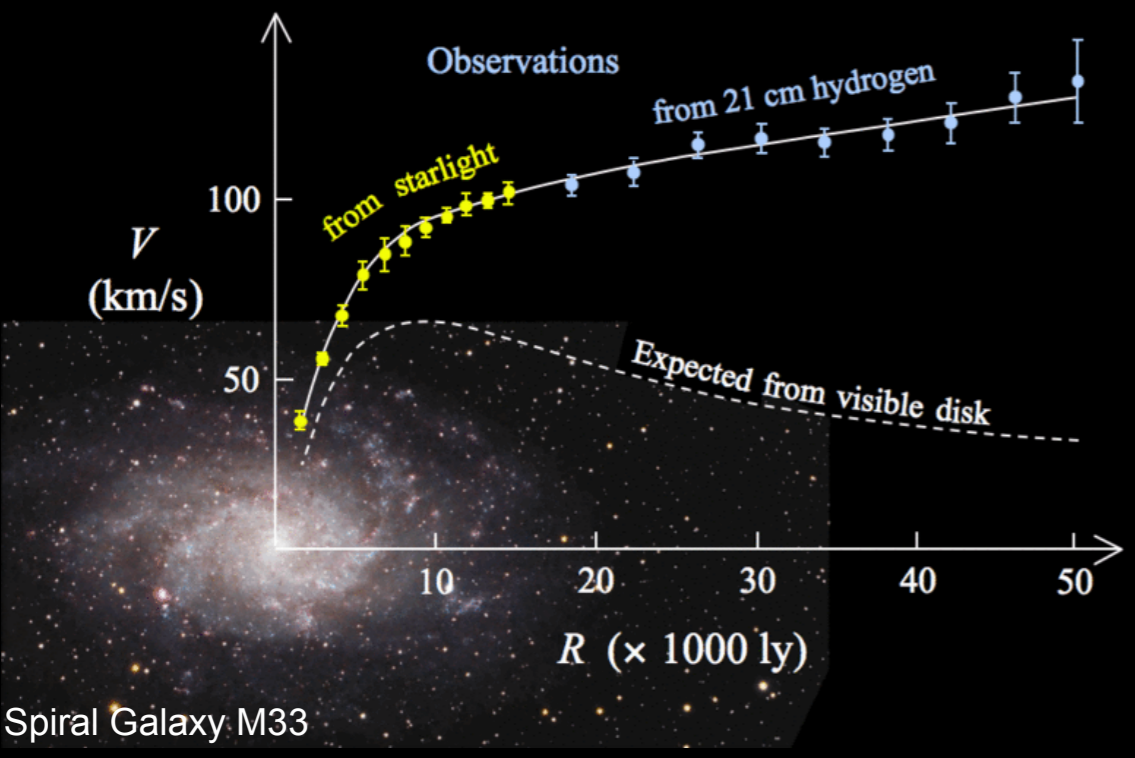 Observations
from 21 cm hydrogen
from starlight
100
V
(km/s)
50
Expected from visible disk
10 20 30 40 50
R (× 1000 ly)
Spiral Galaxy M33